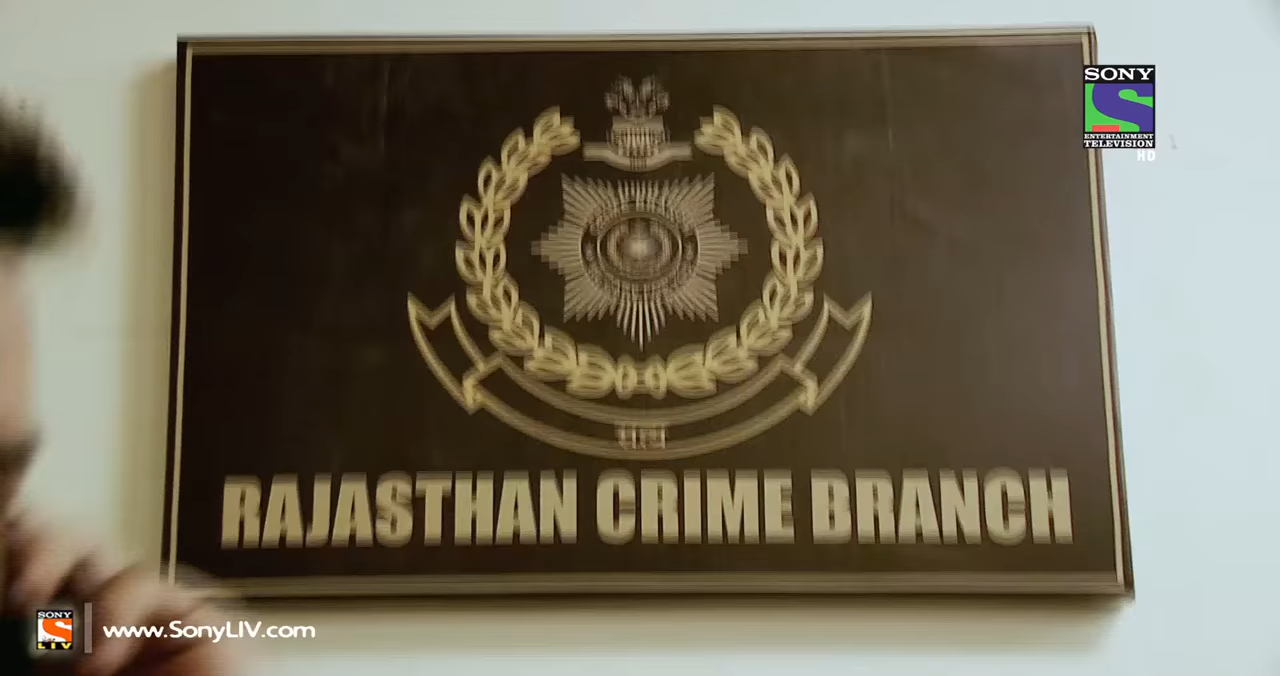 SONY
ENTERTAINMENT
TELEVISION
HD
RAJASTHAN CRIME BRANCH
SONY
LIV
www.SonyLIV.com